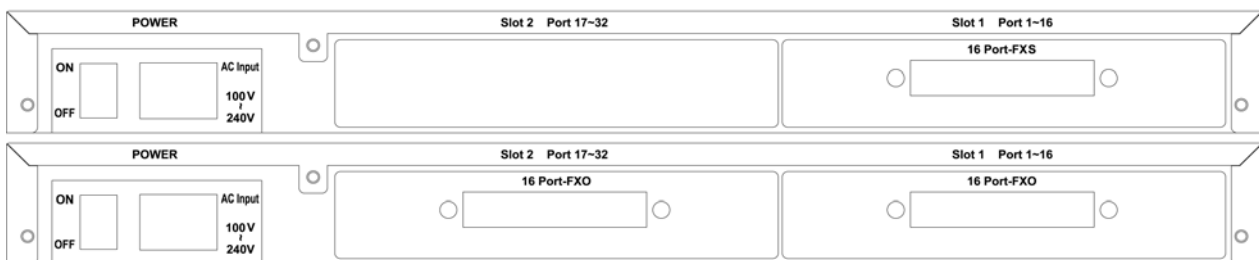 POWER Slot 2 Port 17~32 Slot 1 Port 1~16
16 Port-FXS
ON AC Input
100V
~
OFF 240V
POWER Slot 2 Port 17~32 Slot 1 Port 1~16
16 Port-FXO 16 Port-FXO
ON AC Input
100V
~
OFF 240V